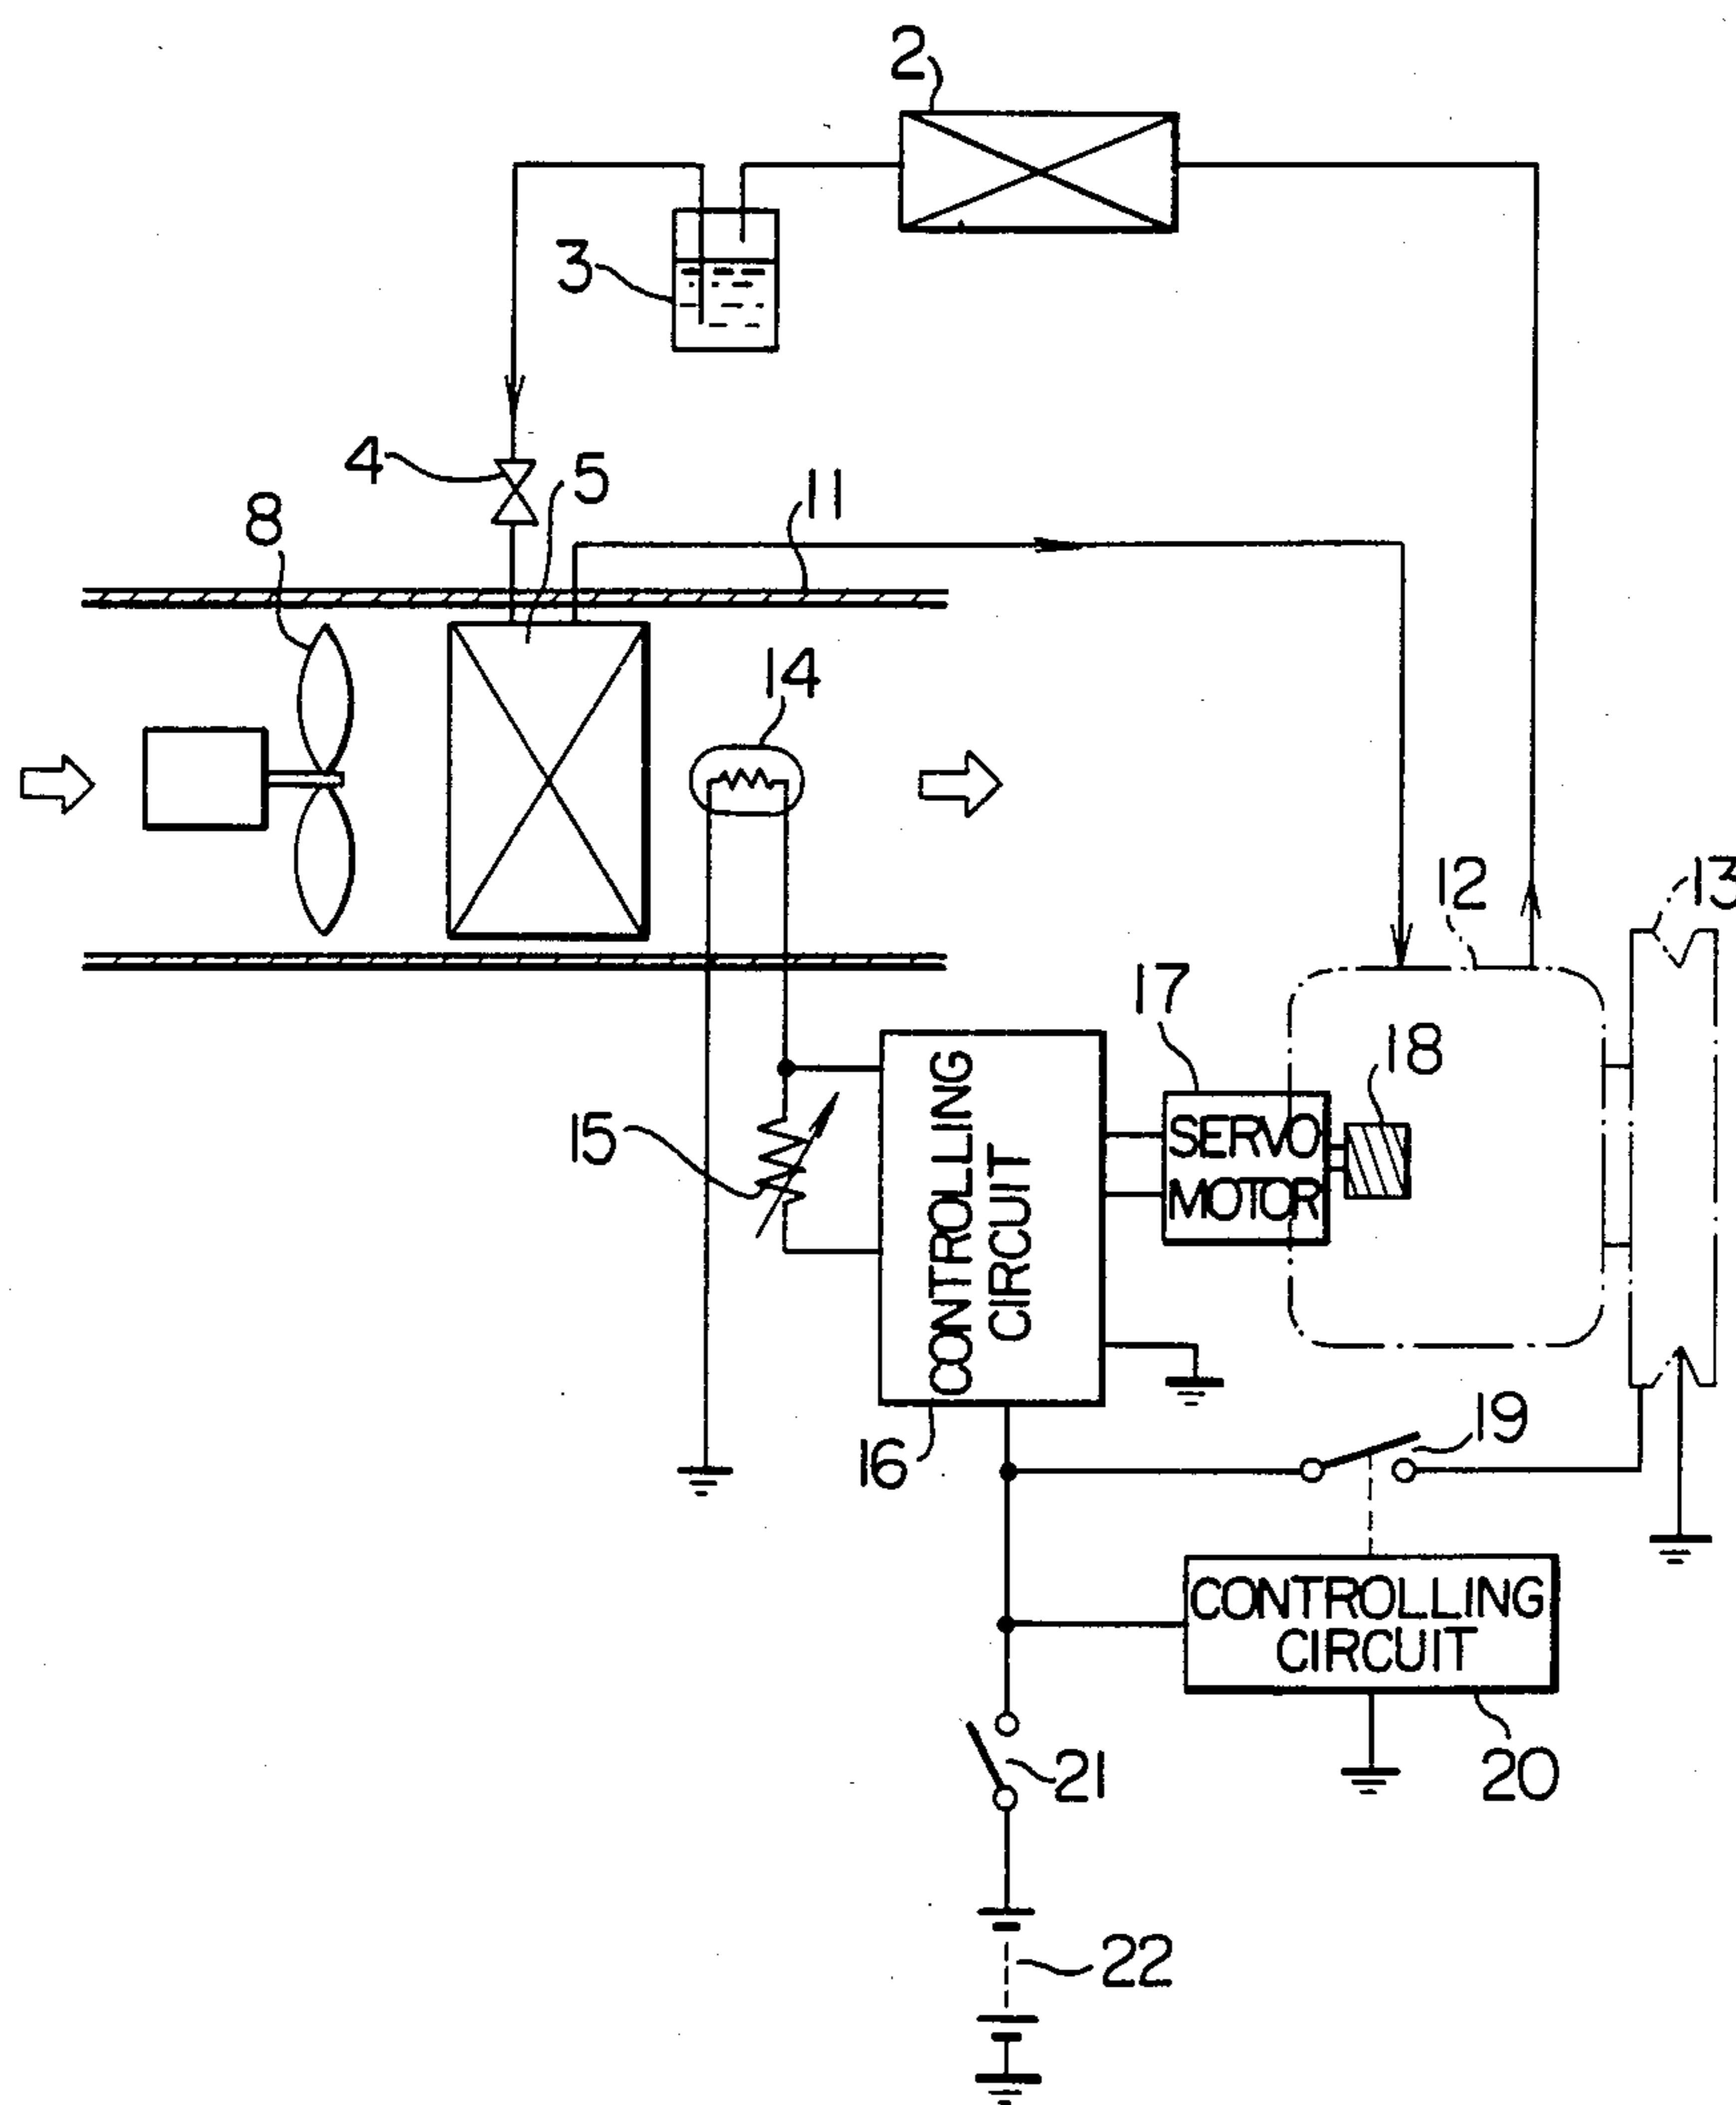 2
3
4
5
11
8
14
12
13
17
18
15
CONTROLLING
CIRCUIT
SERVO
MOTOR
16
19
CONTROLLING
CIRCUIT
21
20
22